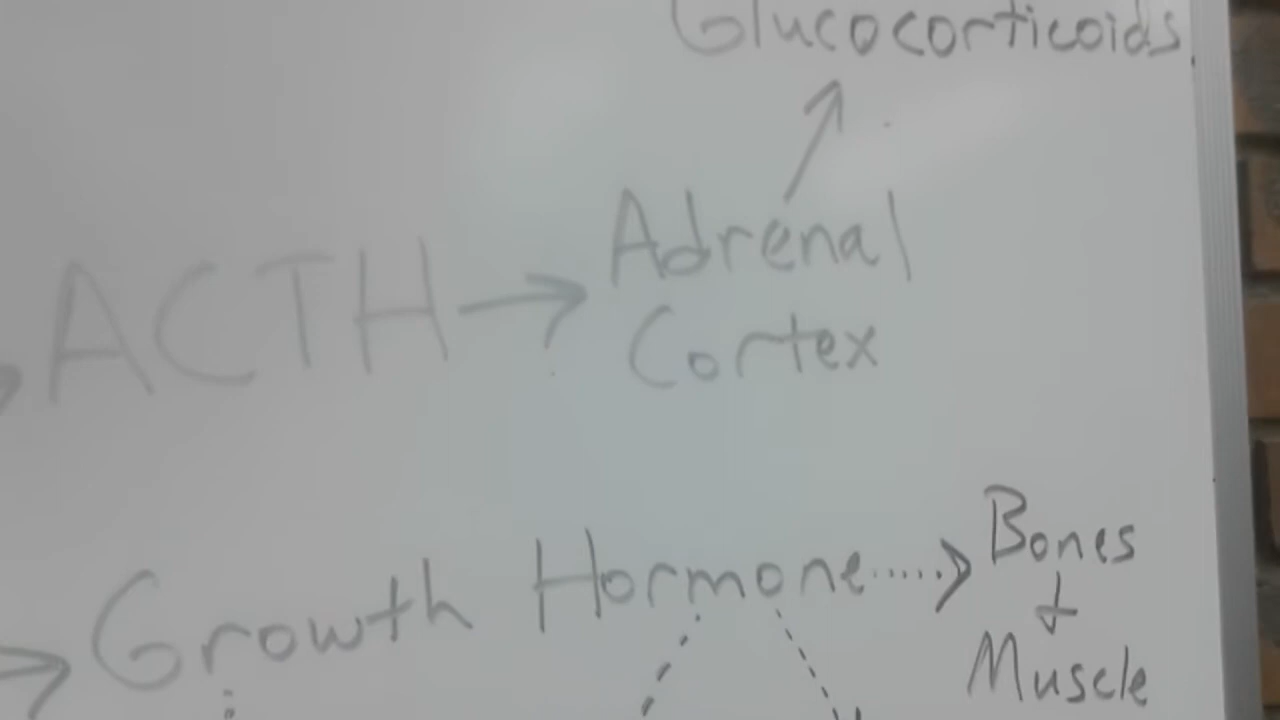 Glucocorticoids
ACTH → Adrenal
Cortex
Growth Hormone .....> Bones
+
Muscle